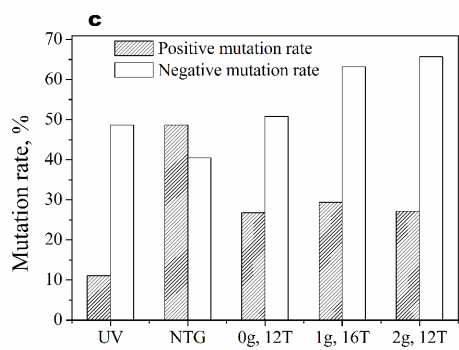 c
Positive mutation rate
Negative mutation rate
Mutation rate, %
70
60
50
40
30
20
10
0
UV NTG 0g, 12T 1g, 16T 2g, 12T